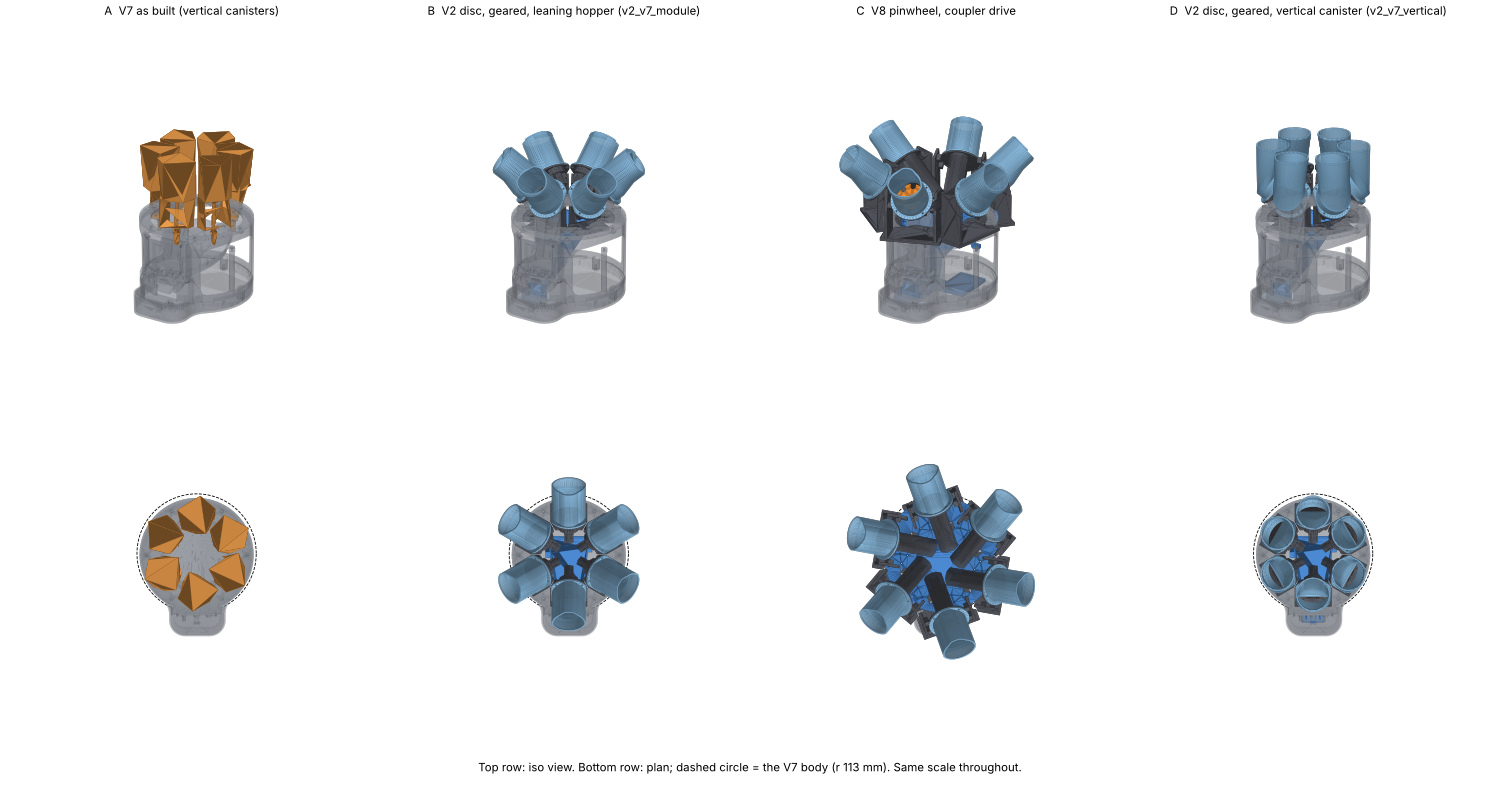 A  V7 as built (vertical canisters)
B  V2 disc, geared, leaning hopper (v2_v7_module)
C  V8 pinwheel, coupler drive
D  V2 disc, geared, vertical canister (v2_v7_vertical)
Top row: iso view. Bottom row: plan; dashed circle = the V7 body (r 113 mm). Same scale throughout.